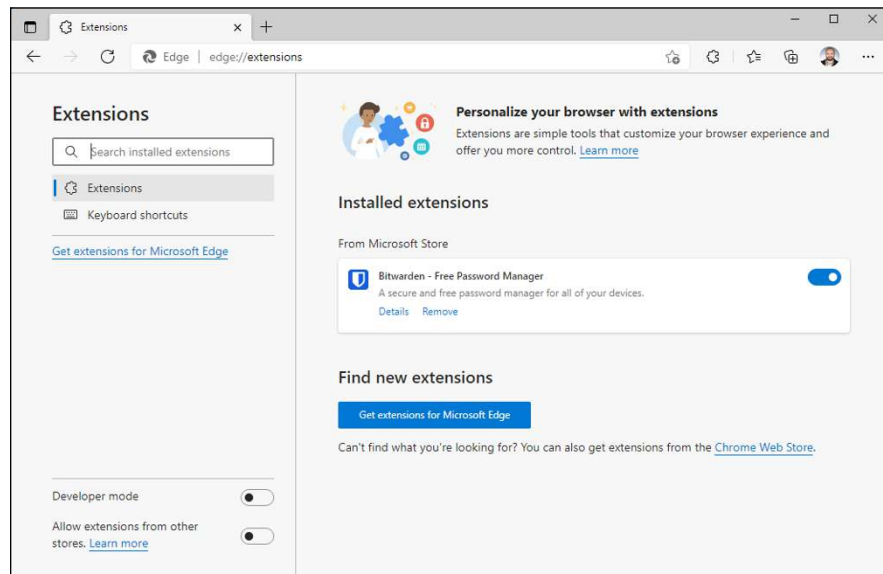 Extensions
Edge | edge://extensions
Extensions
Search installed extensions
Extensions
Keyboard shortcuts
Get extensions for Microsoft Edge
Developer mode
Allow extensions from other
stores. Learn more
Personalize your browser with extensions
Extensions are simple tools that customize your browser experience and
offer you more control. Learn more
Installed extensions
From Microsoft Store
Bitwarden - Free Password Manager
A secure and free password manager for all of your devices.
Details Remove
Find new extensions
Get extensions for Microsoft Edge
Can't find what you're looking for? You can also get extensions from the Chrome Web Store.